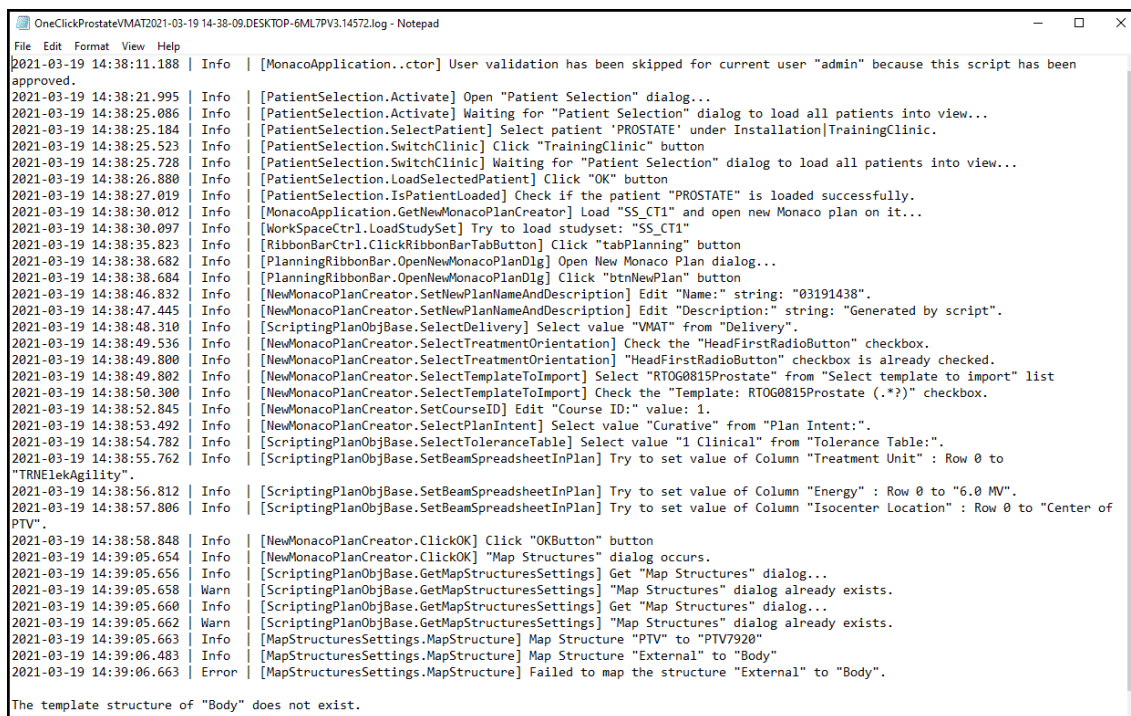 OneClickProstateVMAT2021-03-19 14-38-09.DESKTOP-6ML7PV3.14572.log - Notepad
File Edit Format View Help
2021-03-19 14:38:11.188 | Info | [MonacoApplication..ctor] User validation has been skipped for current user "admin" because this script has been
approved.
2021-03-19 14:38:21.995 | Info | [PatientSelection.Activate] Open "Patient Selection" dialog...
2021-03-19 14:38:25.086 | Info | [PatientSelection.Activate] Waiting for "Patient Selection" dialog to load all patients into view...
2021-03-19 14:38:25.184 | Info | [PatientSelection.SelectPatient] Select patient 'PROSTATE' under Installation|TrainingClinic.
2021-03-19 14:38:25.523 | Info | [PatientSelection.SwitchClinic] Click "TrainingClinic" button
2021-03-19 14:38:25.728 | Info | [PatientSelection.SwitchClinic] Waiting for "Patient Selection" dialog to load all patients into view...
2021-03-19 14:38:26.880 | Info | [PatientSelection.LoadSelectedPatient] Click "OK" button
2021-03-19 14:38:27.019 | Info | [PatientSelection.IsPatientLoaded] Check if the patient "PROSTATE" is loaded successfully.
2021-03-19 14:38:30.012 | Info | [MonacoApplication.GetNewMonacoPlanCreator] Load "SS_CT1" and open new Monaco plan on it...
2021-03-19 14:38:30.097 | Info | [WorkSpaceCtrl.LoadStudySet] Try to load studyset: "SS_CT1"
2021-03-19 14:38:35.823 | Info | [RibbonBarCtrl.ClickRibbonBarTabButton] Click "tabPlanning" button
2021-03-19 14:38:38.682 | Info | [PlanningRibbonBar.OpenNewMonacoPlanDlg] Open New Monaco Plan dialog...
2021-03-19 14:38:38.684 | Info | [PlanningRibbonBar.OpenNewMonacoPlanDlg] Click "btnNewPlan" button
2021-03-19 14:38:46.832 | Info | [NewMonacoPlanCreator.SetNewPlanNameAndDescription] Edit "Name:" string: "03191438".
2021-03-19 14:38:47.445 | Info | [NewMonacoPlanCreator.SetNewPlanNameAndDescription] Edit "Description:" string: "Generated by script".
2021-03-19 14:38:48.310 | Info | [ScriptingPlanObjBase.SelectDelivery] Select value "VMAT" from "Delivery".
2021-03-19 14:38:49.536 | Info | [NewMonacoPlanCreator.SelectTreatmentOrientation] Check the "HeadFirstRadioButton" checkbox.
2021-03-19 14:38:49.800 | Info | [NewMonacoPlanCreator.SelectTreatmentOrientation] "HeadFirstRadioButton" checkbox is already checked.
2021-03-19 14:38:49.802 | Info | [NewMonacoPlanCreator.SelectTemplateToImport] Select "RTOG0815Prostate" from "Select template to import" list
2021-03-19 14:38:50.300 | Info | [NewMonacoPlanCreator.SelectTemplateToImport] Check the "Template: RTOG0815Prostate (.*?)" checkbox.
2021-03-19 14:38:52.845 | Info | [NewMonacoPlanCreator.SetCourseID] Edit "Course ID:" value: 1.
2021-03-19 14:38:53.492 | Info | [NewMonacoPlanCreator.SelectPlanIntent] Select value "Curative" from "Plan Intent:".
2021-03-19 14:38:54.782 | Info | [ScriptingPlanObjBase.SelectToleranceTable] Select value "1 Clinical" from "Tolerance Table:".
2021-03-19 14:38:55.762 | Info | [ScriptingPlanObjBase.SetBeamSpreadsheetInPlan] Try to set value of Column "Treatment Unit" : Row 0 to
"TRNElekAgility".
2021-03-19 14:38:56.812 | Info | [ScriptingPlanObjBase.SetBeamSpreadsheetInPlan] Try to set value of Column "Energy" : Row 0 to "6.0 MV".
2021-03-19 14:38:57.806 | Info | [ScriptingPlanObjBase.SetBeamSpreadsheetInPlan] Try to set value of Column "Isocenter Location" : Row 0 to "Center of
PTV".
2021-03-19 14:38:58.848 | Info | [NewMonacoPlanCreator.ClickOK] Click "OKButton" button
2021-03-19 14:39:05.654 | Info | [NewMonacoPlanCreator.ClickOK] "Map Structures" dialog occurs.
2021-03-19 14:39:05.656 | Info | [ScriptingPlanObjBase.GetMapStructuresSettings] Get "Map Structures" dialog...
2021-03-19 14:39:05.658 | Warn | [ScriptingPlanObjBase.GetMapStructuresSettings] "Map Structures" dialog already exists.
2021-03-19 14:39:05.660 | Info | [ScriptingPlanObjBase.GetMapStructuresSettings] Get "Map Structures" dialog...
2021-03-19 14:39:05.662 | Warn | [ScriptingPlanObjBase.GetMapStructuresSettings] "Map Structures" dialog already exists.
2021-03-19 14:39:05.663 | Info | [MapStructuresSettings.MapStructure] Map Structure "PTV" to "PTV7920"
2021-03-19 14:39:06.483 | Info | [MapStructuresSettings.MapStructure] Map Structure "External" to "Body"
2021-03-19 14:39:06.663 | Error | [MapStructuresSettings.MapStructure] Failed to map the structure "External" to "Body".
The template structure of "Body" does not exist.